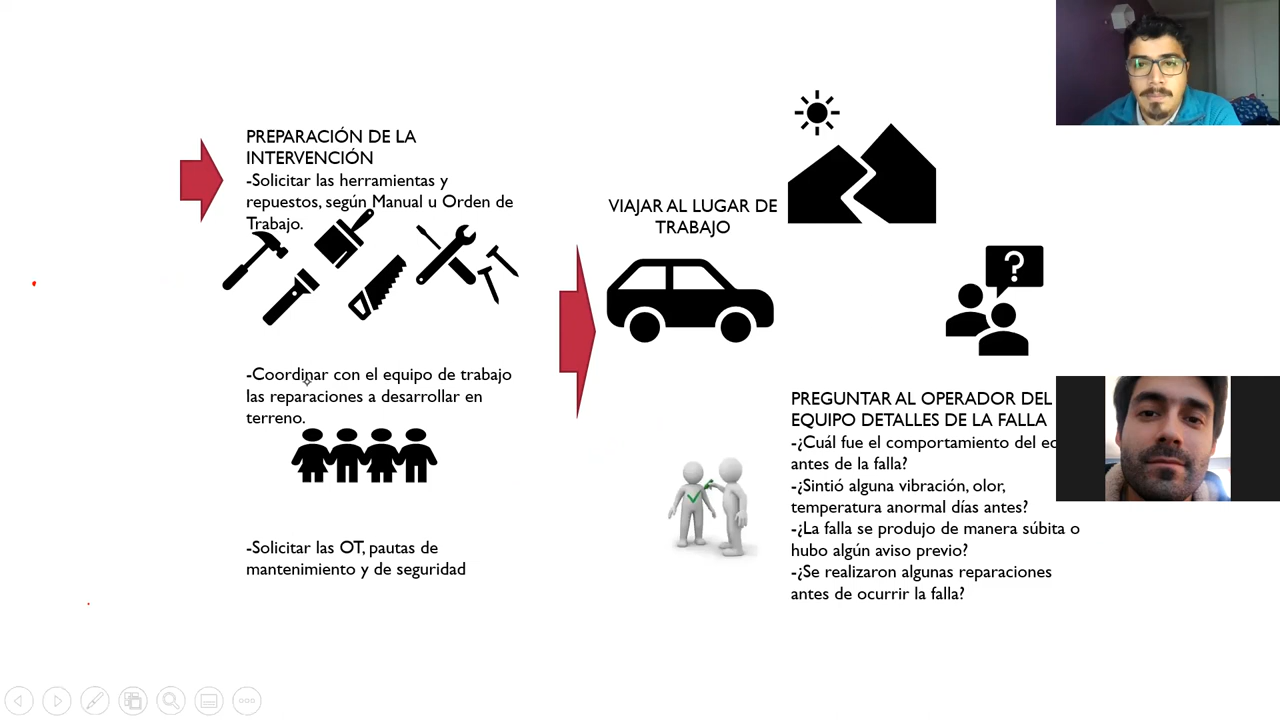 PREPARACIÓN DE LA
INTERVENCIÓN
-Solicitar las herramientas y
repuestos, según Manual u Orden de
Trabajo.
-Coordinar con el equipo de trabajo
las reparaciones a desarrollar en
terreno.
-Solicitar las OT, pautas de
mantenimiento y de seguridad
VIAJAR AL LUGAR DE
TRABAJO
?
PREGUNTAR AL OPERADOR DEL
EQUIPO DETALLES DE LA FALLA
-¿Cuál fue el comportamiento del
antes de la falla?
-¿Sintió alguna vibración, olor,
temperatura anormal días antes?
-¿La falla se produjo de manera súbita o
hubo algún aviso previo?
-¿Se realizaron algunas reparaciones
antes de ocurrir la falla?